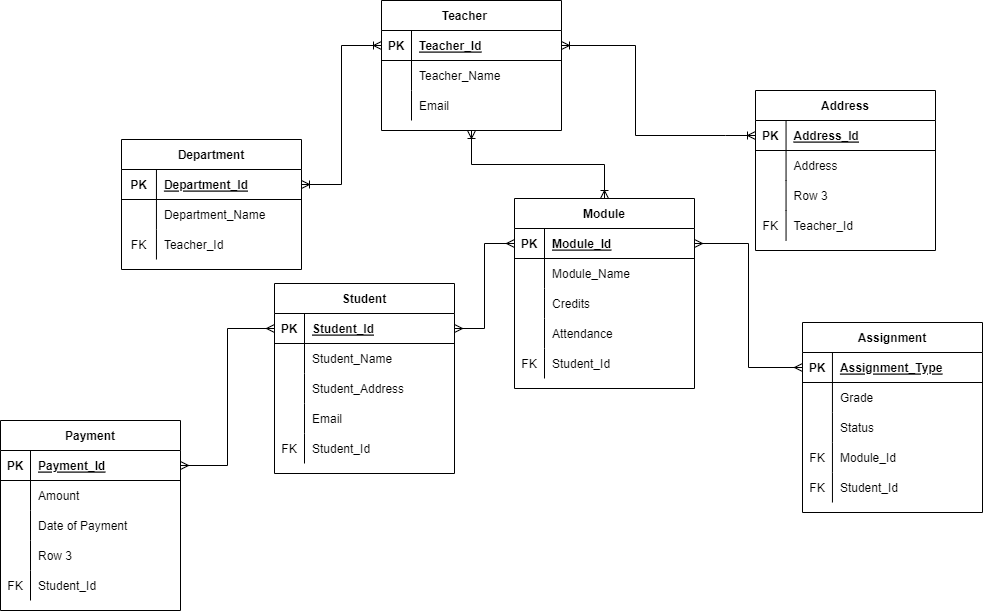 Teacher
PK Teacher_Id
Teacher_Name
Email
Address
PK Address_Id
Address
Row 3
FK Teacher_Id
Department
PK Department_Id
Department_Name
FK Teacher_Id
Module
PK Module_Id
Module_Name
Credits
Attendance
FK Student_Id
Student
PK Student_Id
Student_Name
Student_Address
Email
FK Student_Id
Assignment
PK Assignment_Type
Grade
Status
FK Module_Id
FK Student_Id
Payment
PK Payment_Id
Amount
Date of Payment
Row 3
FK Student_Id